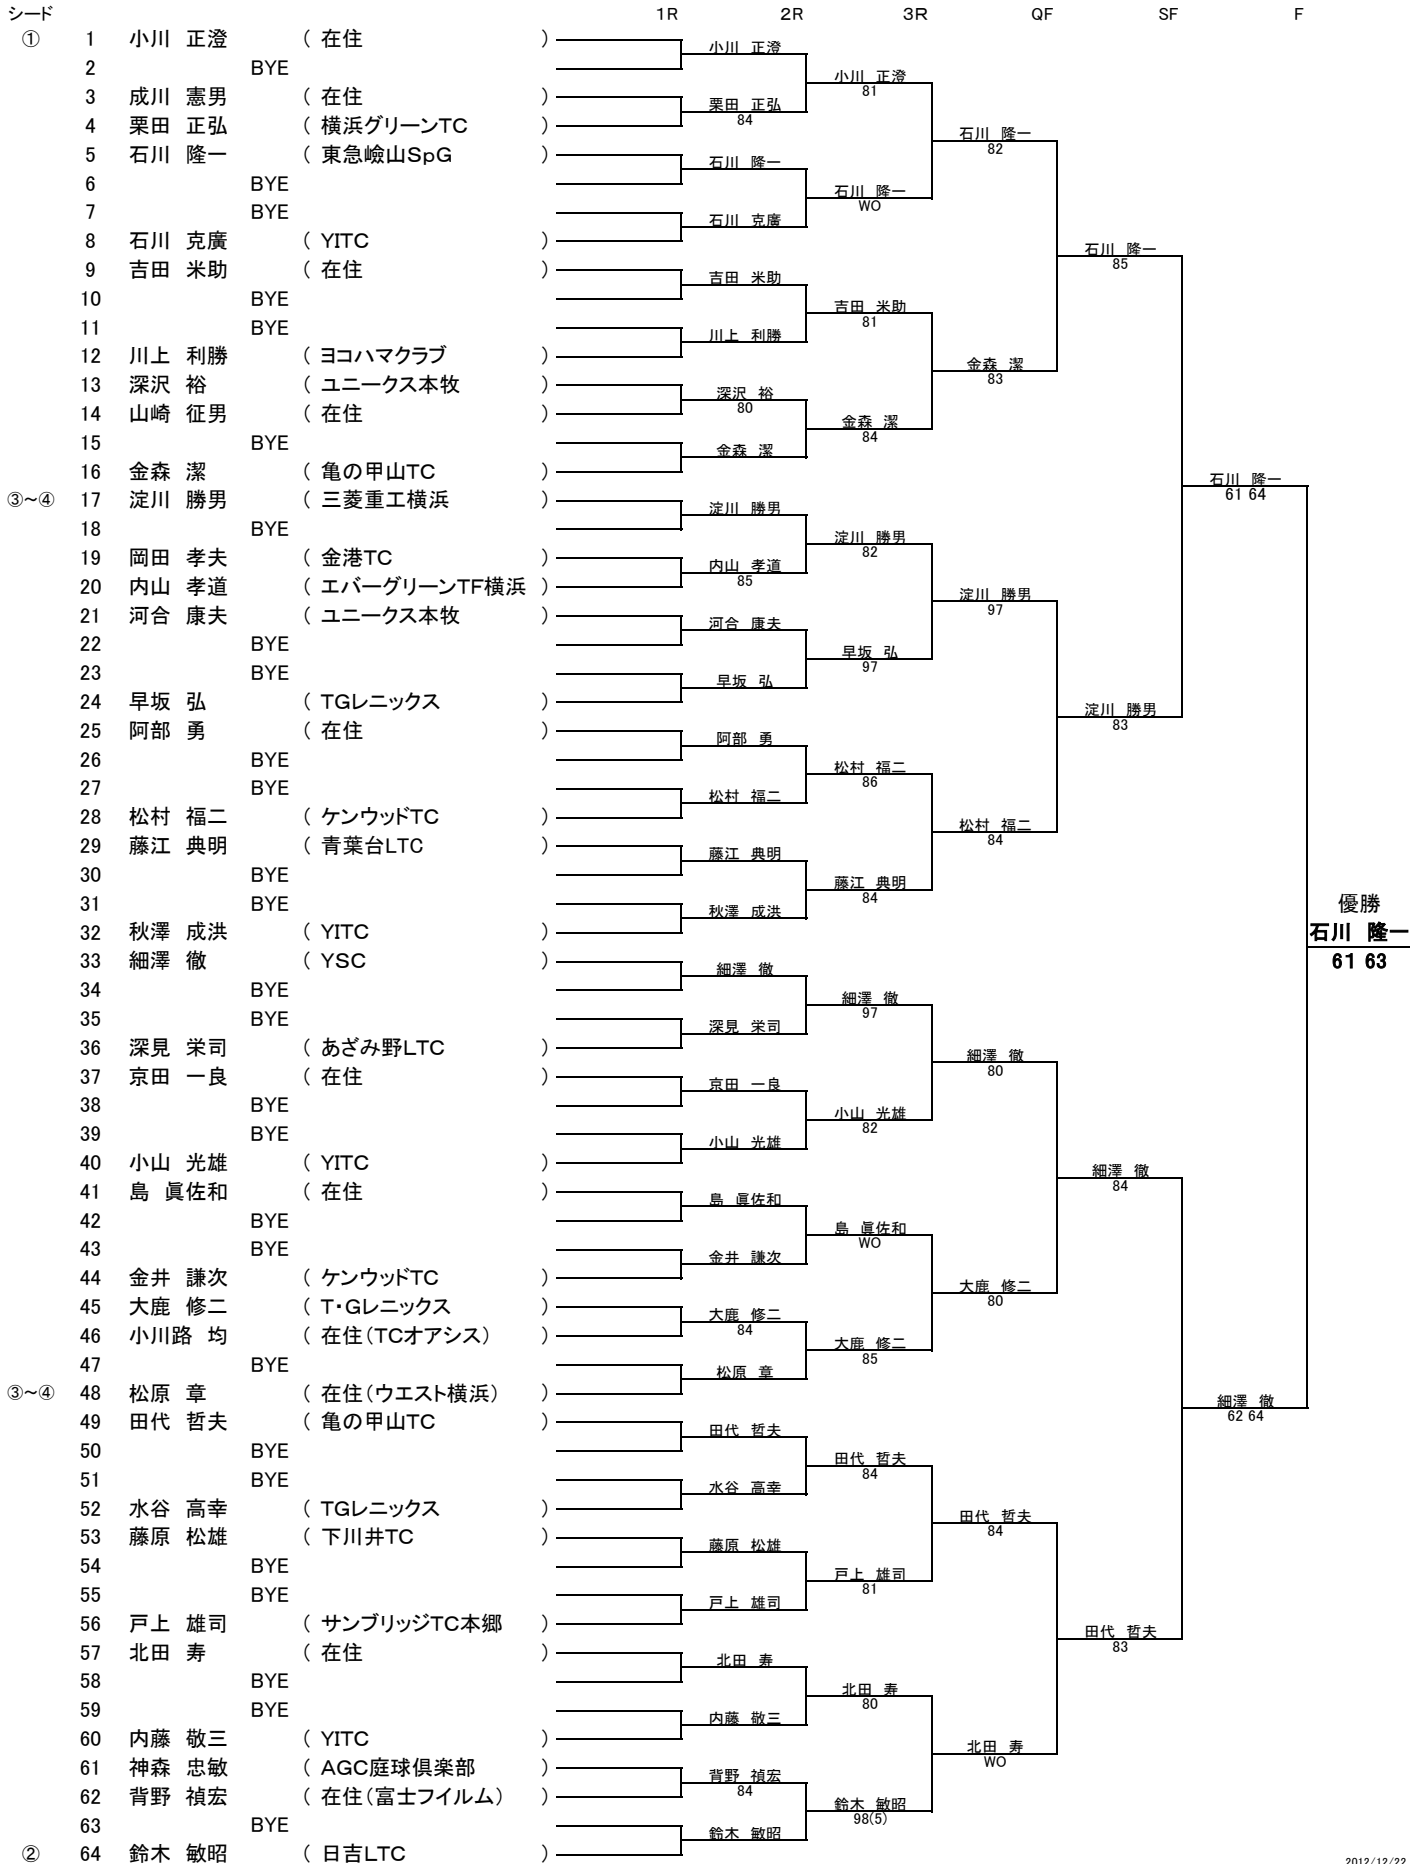 シード 1R 2R 3R QF SF F
① 1 小川 正澄 ( 在住 )
小川 正澄
2 BYE
小川 正澄
81
3 成川 憲男 ( 在住 )
栗田 正弘
84
4 栗田 正弘 ( 横浜グリーンTC )
石川 隆一
82
5 石川 隆一 ( 東急嶮山SpG )
石川 隆一
6 BYE
石川 隆一
WO
7 BYE
石川 克廣
8 石川 克廣 ( YITC )
石川 隆一
85
9 吉田 米助 ( 在住 )
吉田 米助
10 BYE
吉田 米助
81
11 BYE
川上 利勝
12 川上 利勝 ( ヨコハマクラブ )
金森 潔
83
13 深沢 裕 ( ユニークス本牧 )
深沢 裕
80
14 山崎 征男 ( 在住 )
金森 潔
84
15 BYE
金森 潔
16 金森 潔 ( 亀の甲山TC )
石川 隆一
61 64
③~④ 17 淀川 勝男 ( 三菱重工横浜 )
淀川 勝男
18 BYE
淀川 勝男
82
19 岡田 孝夫 ( 金港TC )
内山 孝道
85
20 内山 孝道 ( エバーグリーンTF横浜 )
淀川 勝男
97
21 河合 康夫 ( ユニークス本牧 )
河合 康夫
22 BYE
早坂 弘
97
23 BYE
早坂 弘
24 早坂 弘 ( TGレニックス )
淀川 勝男
83
25 阿部 勇 ( 在住 )
阿部 勇
26 BYE
松村 福二
86
27 BYE
松村 福二
28 松村 福二 ( ケンウッドTC )
松村 福二
84
29 藤江 典明 ( 青葉台LTC )
藤江 典明
30 BYE
藤江 典明
84
31 BYE
秋澤 成洪
優勝
32 秋澤 成洪 ( YITC )
石川 隆一
61 63
33 細澤 徹 ( YSC )
細澤 徹
34 BYE
細澤 徹
97
35 BYE
深見 栄司
36 深見 栄司 ( あざみ野LTC )
細澤 徹
80
37 京田 一良 ( 在住 )
京田 一良
38 BYE
小山 光雄
82
39 BYE
小山 光雄
40 小山 光雄 ( YITC )
細澤 徹
84
41 島 眞佐和 ( 在住 )
島 眞佐和
42 BYE
島 眞佐和
WO
43 BYE
金井 謙次
44 金井 謙次 ( ケンウッドTC )
大鹿 修二
80
45 大鹿 修二 ( T・Gレニックス )
大鹿 修二
84
46 小川路 均 ( 在住(TCオアシス) )
大鹿 修二
85
47 BYE
松原 章
③~④ 48 松原 章 ( 在住(ウエスト横浜) )
細澤 徹
62 64
49 田代 哲夫 ( 亀の甲山TC )
田代 哲夫
50 BYE
田代 哲夫
84
51 BYE
水谷 高幸
52 水谷 高幸 ( TGレニックス )
田代 哲夫
84
53 藤原 松雄 ( 下川井TC )
藤原 松雄
54 BYE
戸上 雄司
81
55 BYE
戸上 雄司
56 戸上 雄司 ( サンブリッジTC本郷 )
田代 哲夫
83
57 北田 寿 ( 在住 )
北田 寿
58 BYE
北田 寿
80
59 BYE
内藤 敬三
60 内藤 敬三 ( YITC )
北田 寿
WO
61 神森 忠敏 ( AGC庭球倶楽部 )
背野 禎宏
84
62 背野 禎宏 ( 在住(富士フイルム) )
鈴木 敏昭
98(5)
63 BYE
鈴木 敏昭
② 64 鈴木 敏昭 ( 日吉LTC )
2012/12/22